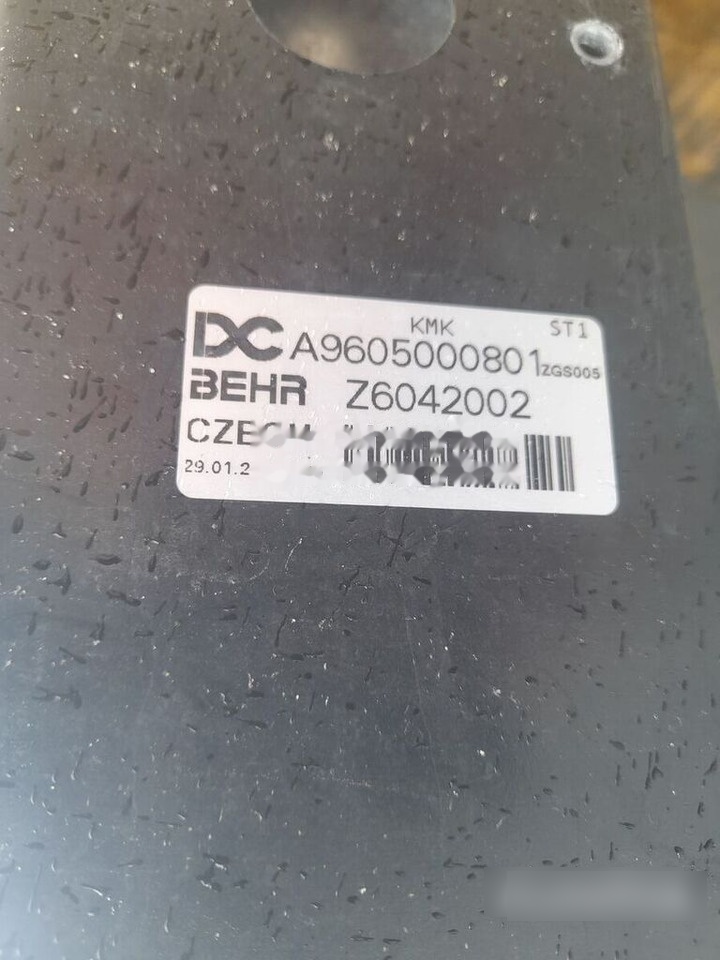 KMK ST1
DC A9605000801 ZGS005
BEHR Z6042002
29.01.2